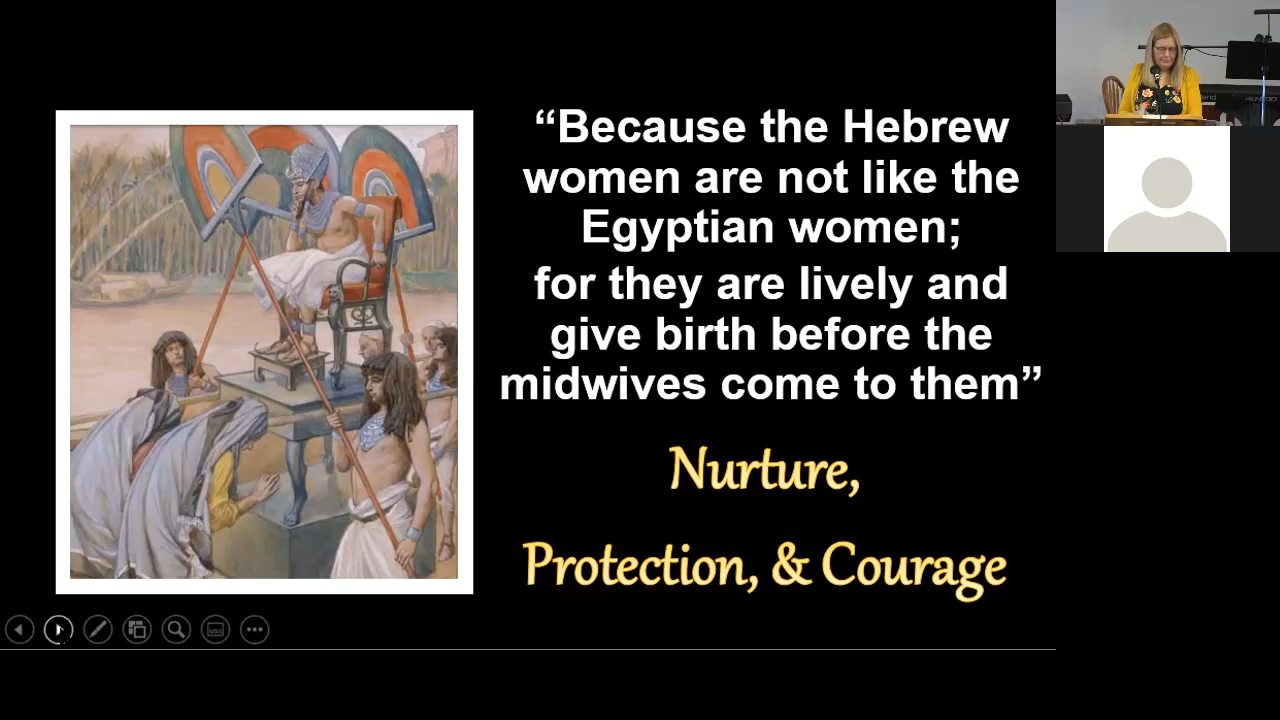 “Because the Hebrew
women are not like the
Egyptian women;
for they are lively and
give birth before the
midwives come to them”
Nurture,
Protection, & Courage